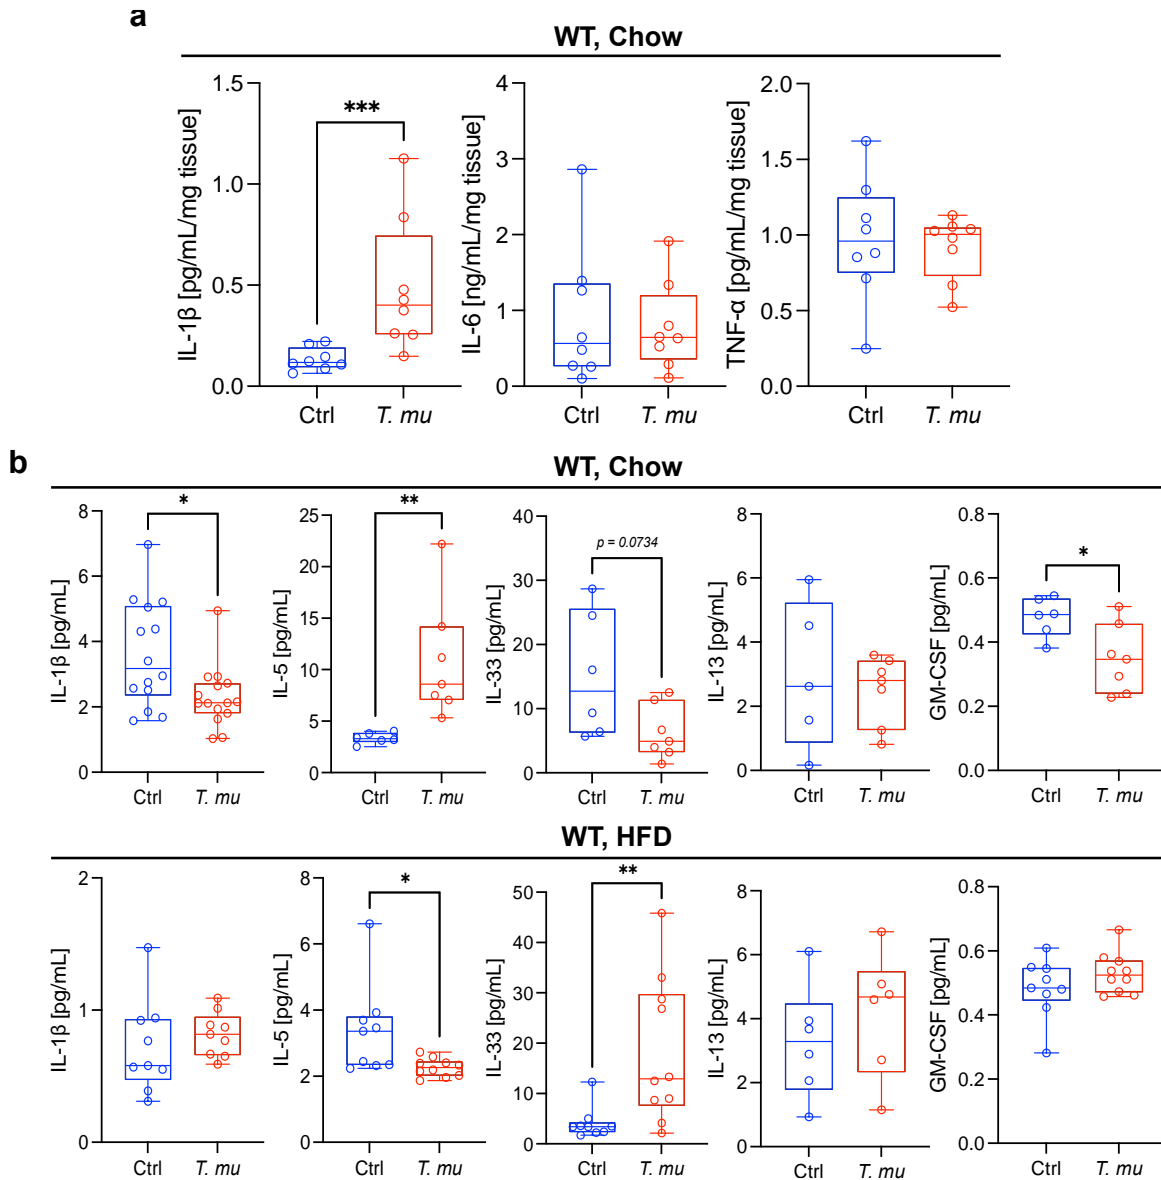 a
WT, Chow
IL-1β [pg/mL/mg tissue]
1.5
1.0
0.5
0.0
***
Ctrl
T. mu
IL-6 [ng/mL/mg tissue]
4
3
2
1
0
Ctrl
T. mu
TNF-α [pg/mL/mg tissue]
2.0
1.5
1.0
0.5
0.0
Ctrl
T. mu
b
WT, Chow
IL-1β [pg/mL]
8
6
4
2
0
*
Ctrl
T. mu
IL-5 [pg/mL]
25
20
15
10
5
0
**
Ctrl
T. mu
IL-33 [pg/mL]
40
30
20
10
0
p = 0.0734
Ctrl
T. mu
IL-13 [pg/mL]
8
6
4
2
0
Ctrl
T. mu
GM-CSF [pg/mL]
0.8
0.6
0.4
0.2
0.0
*
Ctrl
T. mu
WT, HFD
IL-1β [pg/mL]
2
1
0
Ctrl
T. mu
IL-5 [pg/mL]
8
6
4
2
0
*
Ctrl
T. mu
IL-33 [pg/mL]
50
40
30
20
10
0
**
Ctrl
T. mu
IL-13 [pg/mL]
8
6
4
2
0
Ctrl
T. mu
GM-CSF [pg/mL]
0.8
0.6
0.4
0.2
0.0
Ctrl
T. mu